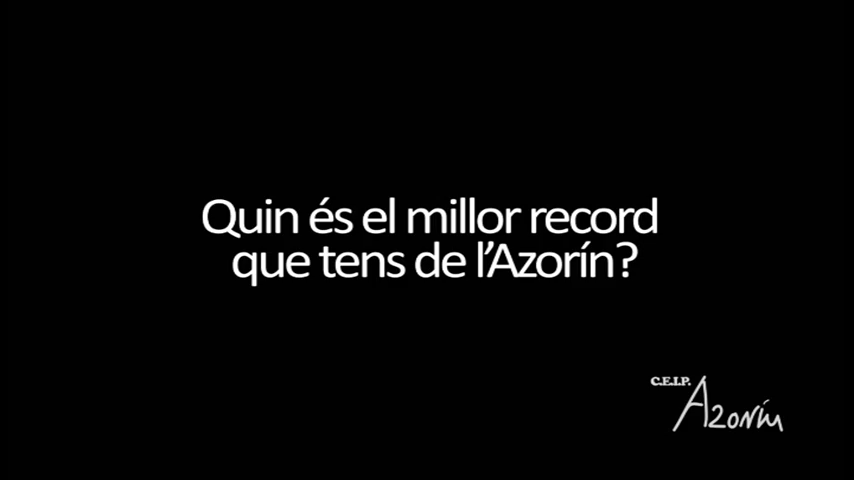 Quin és el millor record
que tens de l'Azorín?
C.E.I.P.
Azorín